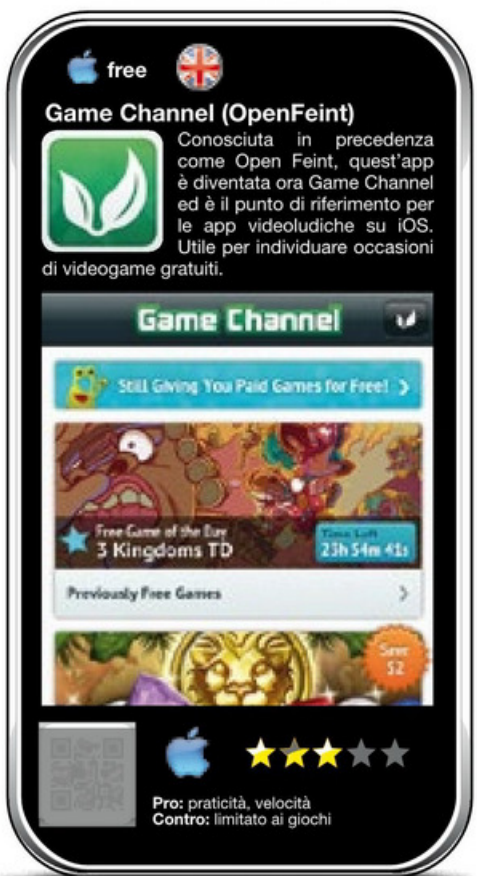 free
Game Channel (OpenFeint)
Conosciuta in precedenza
come Open Feint, quest'app
è diventata ora Game Channel
ed è il punto di riferimento per
le app videoludiche su iOS.
Utile per individuare occasioni
di videogame gratuiti.
Game Channel
Still Giving You Paid Games for Free!
Free Game of the Day
3 Kingdoms TD
Time Left
23h 54m 41s
Previously Free Games
Save
$2
Pro: praticità, velocità
Contro: limitato ai giochi